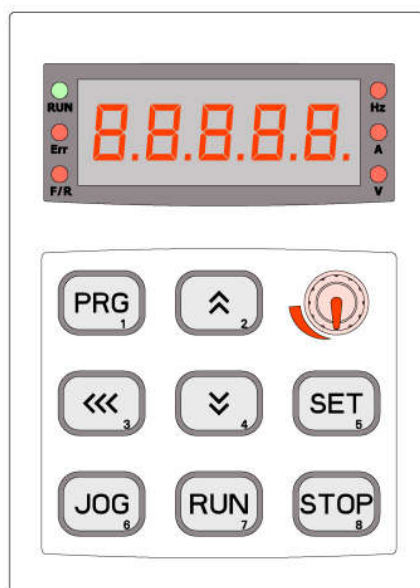 RUN Hz
8.8.8.8.8.
Err A
F/R V
PRG 1
2
<<< 3
4
SET 5
JOG 6
RUN 7
STOP 8